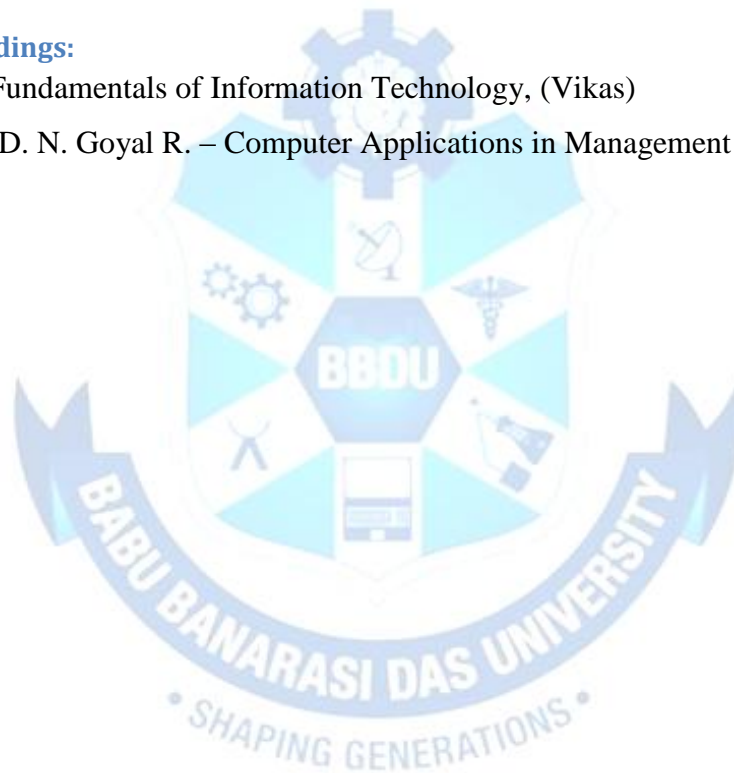 dings:
Fundamentals of Information Technology, (Vikas)
D. N. Goyal R. – Computer Applications in Management
BBDU
BABU BANARASI DAS UNIVERSITY
• SHAPING GENERATIONS •